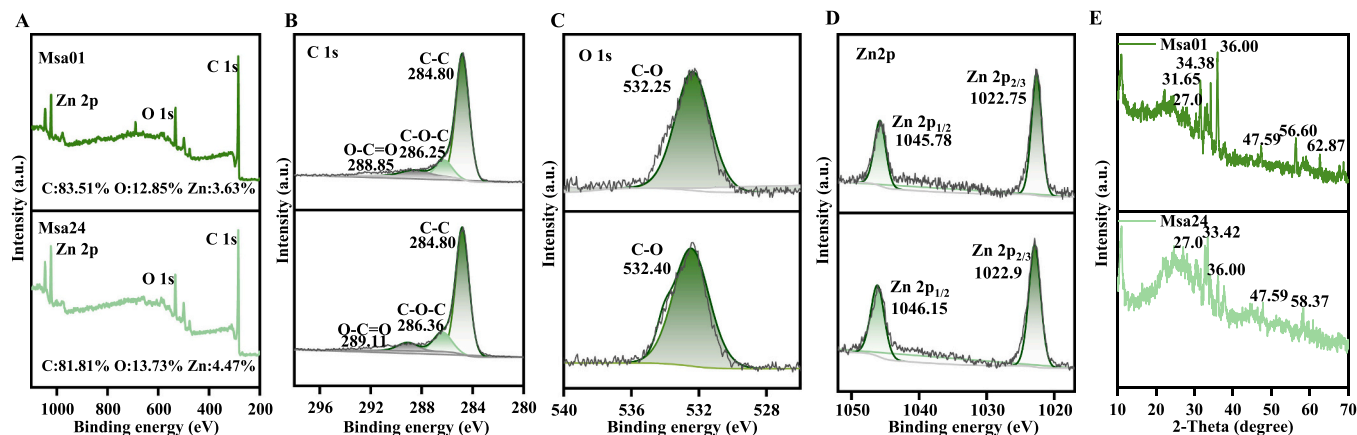 A
Msa01
Zn 2p
O 1s
C 1s
C:83.51% O:12.85% Zn:3.63%
Msa24
Zn 2p
O 1s
C 1s
C:81.81% O:13.73% Zn:4.47%
Intensity (a.u.)
1000 800 600 400 200
Binding energy (eV)
B
C 1s
C-C
284.80
C-O-C
286.25
O-C=O
288.85
C-C
284.80
C-O-C
286.36
O-C=O
289.11
Intensity (a.u.)
296 292 288 284 280
Binding energy (eV)
C
O 1s
C-O
532.25
C-O
532.40
Intensity (a.u.)
540 536 532 528
Binding energy (eV)
D
Zn2p
Zn 2p2/3
1022.75
Zn 2p1/2
1045.78
Zn 2p2/3
1022.9
Zn 2p1/2
1046.15
Intensity (a.u.)
1050 1040 1030 1020
Binding energy (eV)
E
Msa01
36.00
34.38
31.65
27.0
47.59
56.60
62.87
Msa24
33.42
27.0
36.00
47.59
58.37
Intensity (a.u.)
10 20 30 40 50 60 70
2-Theta (degree)